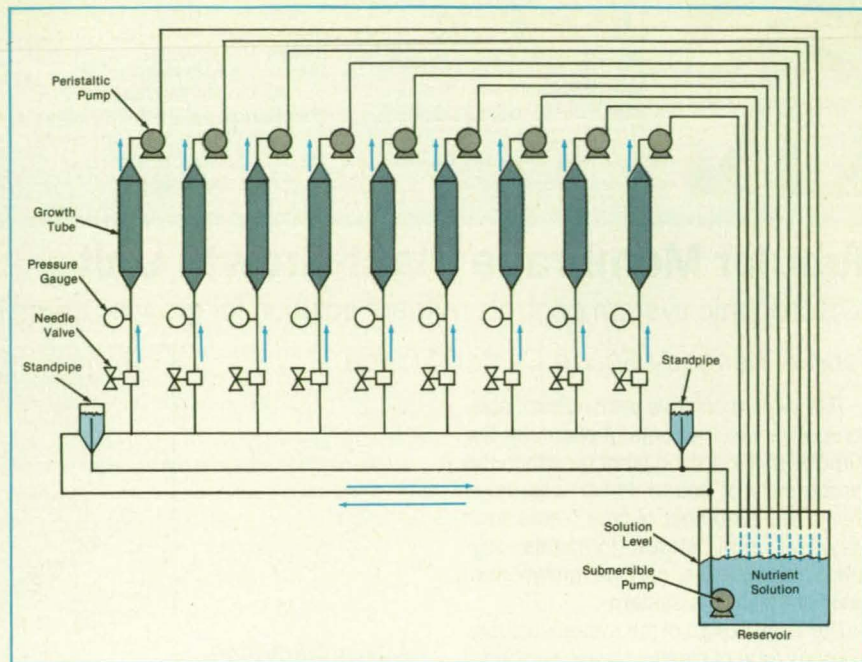 Peristaltic
Pump
Growth
Tube
Pressure
Gauge
Needle
Valve
Standpipe
Standpipe
Solution
Level
Submersible
Pump
Nutrient
Solution
Reservoir